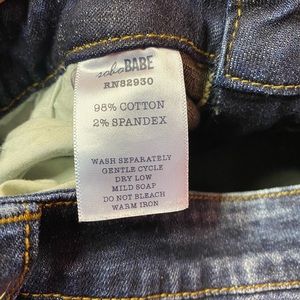 soho BABE
RN82930
98% COTTON
2% SPANDEX
WASH SEPARATELY
GENTLE CYCLE
DRY LOW
MILD SOAP
DO NOT BLEACH
WARM IRON